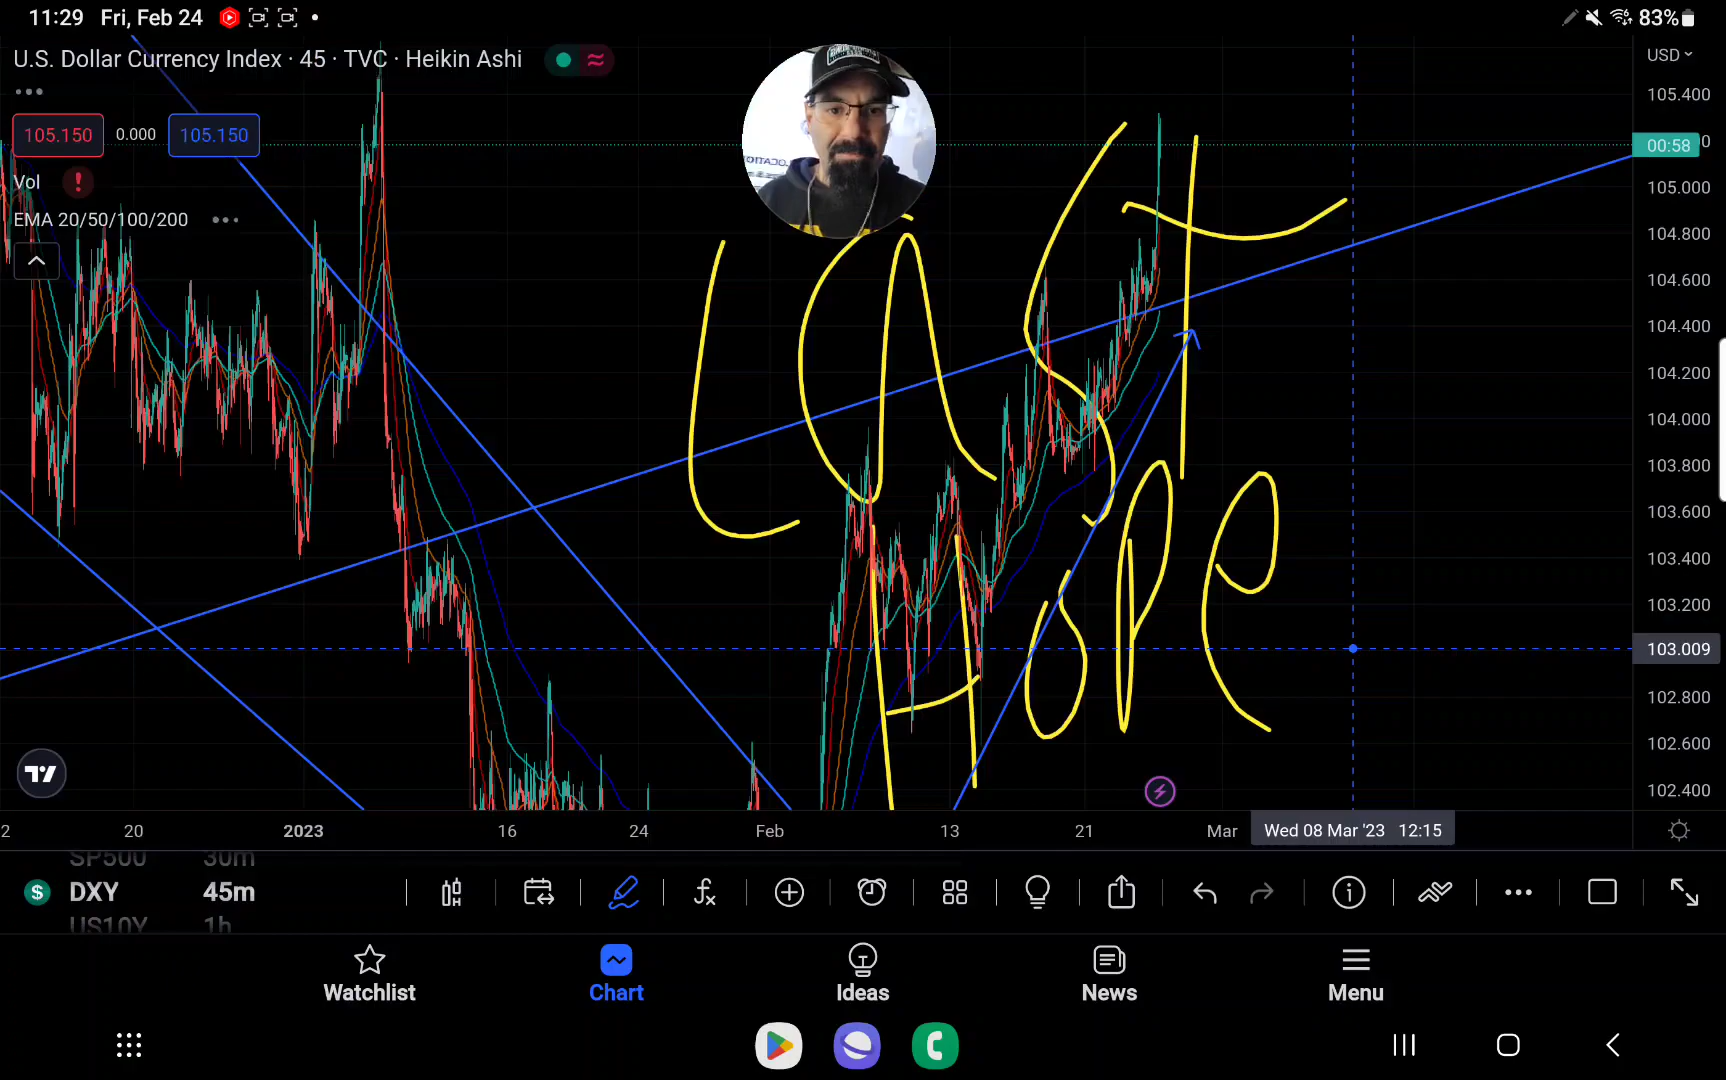 11:29 Fri, Feb 24 83%
U.S. Dollar Currency Index · 45 · TVC · Heikin Ashi
USD
105.400
105.150 0.000 105.150
00:58
Vol
105.000
EMA 20/50/100/200
104.800
104.600
104.400
104.200
104.000
103.800
103.600
103.400
103.200
103.009
102.800
102.600
102.400
LAST
HOPE
2 20 2023 16 24 Feb 13 21 Mar Wed 08 Mar '23 12:15
SP500 30m
DXY 45m
US10Y 1h
Watchlist Chart Ideas News Menu